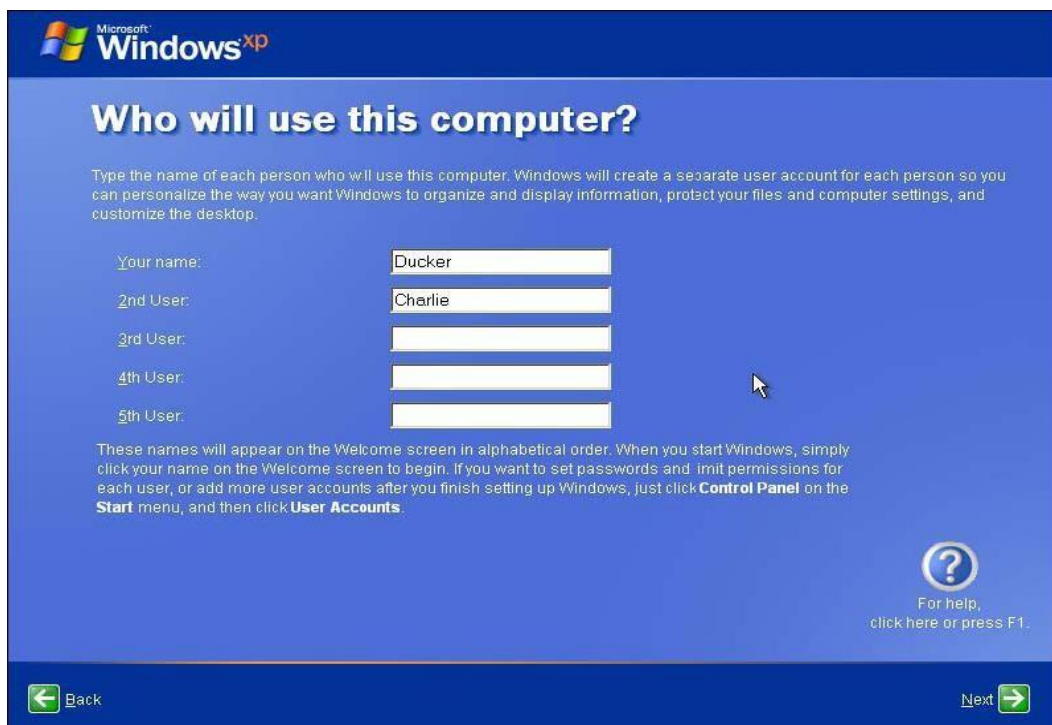 Microsoft
Windows xp
Who will use this computer?
Type the name of each person who will use this computer. Windows will create a separate user account for each person so you
can personalize the way you want Windows to organize and display information, protect your files and computer settings, and
customize the desktop.
Your name: Ducker
2nd User: Charlie
3rd User:
4th User:
5th User:
These names will appear on the Welcome screen in alphabetical order. When you start Windows, simply
click your name on the Welcome screen to begin. If you want to set passwords and limit permissions for
each user, or add more user accounts after you finish setting up Windows, just click Control Panel on the
Start menu, and then click User Accounts.
For help,
click here or press F1.
Back
Next